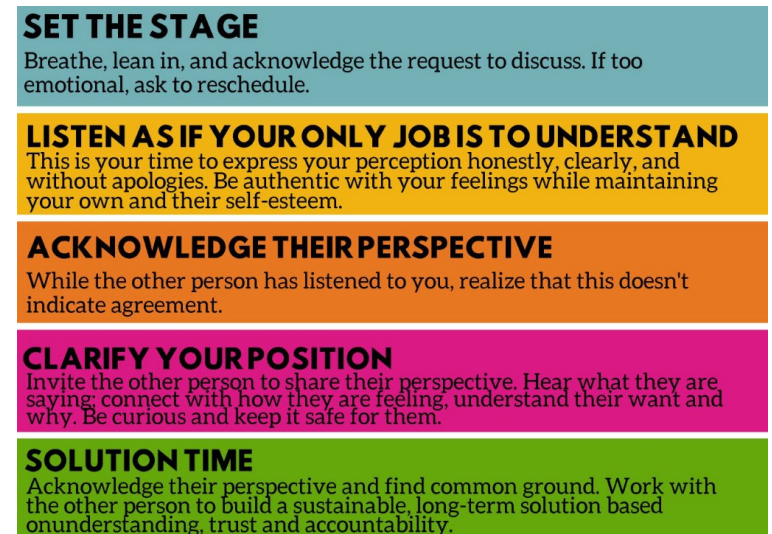 SET THE STAGE
Breathe, lean in, and acknowledge the request to discuss. If too
emotional, ask to reschedule.
LISTEN AS IF YOUR ONLY JOB IS TO UNDERSTAND
This is your time to express your perception honestly, clearly, and
without apologies. Be authentic with your feelings while maintaining
your own and their self-esteem.
ACKNOWLEDGE THEIR PERSPECTIVE
While the other person has listened to you, realize that this doesn't
indicate agreement.
CLARIFY YOUR POSITION
Invite the other person to share their perspective. Hear what they are
saying; connect with how they are feeling, understand their want and
why. Be curious and keep it safe for them.
SOLUTION TIME
Acknowledge their perspective and find common ground. Work with
the other person to build a sustainable, long-term solution based
onunderstanding, trust and accountability.